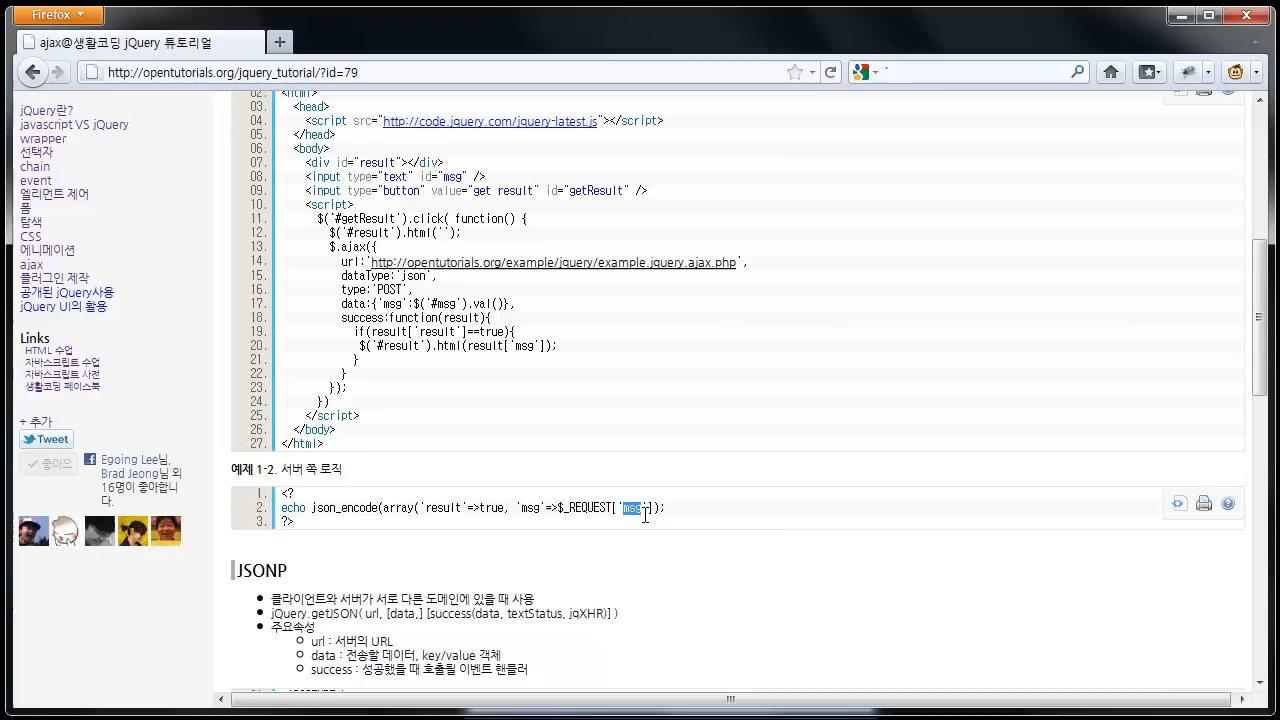 Firefox
ajax@생활코딩 jQuery 튜토리얼
http://opentutorials.org/jquery_tutorial/?id=79
jQuery란?
javascript VS jQuery
wrapper
선택자
chain
event
엘리먼트 제어
폼
탐색
CSS
에니메이션
ajax
플러그인 제작
공개된 jQuery사용
jQuery UI의 활용
Links
HTML 수업
자바스크립트 수업
자바스크립트 사전
생활코딩 페이스북
+ 추가
Tweet
좋아요
Egoing Lee님,
Brad Jeong님 외
16명이 좋아합니
다.
02. <html>
03. <head>
04. <script src="http://code.jquery.com/jquery-latest.js"></script>
05. </head>
06. <body>
07. <div id="result"></div>
08. <input type="text" id="msg" />
09. <input type="button" value="get result" id="getResult" />
10. <script>
11. $('#getResult').click( function() {
12. $('#result').html('');
13. $.ajax({
14. url:'http://opentutorials.org/example/jquery/example.jquery.ajax.php',
15. dataType:'json',
16. type:'POST',
17. data:{'msg':$('#msg').val()},
18. success:function(result){
19. if(result['result']==true){
20. $('#result').html(result['msg']);
21. }
22. }
23. });
24. })
25. </script>
26. </body>
27. </html>
예제 1-2. 서버 쪽 로직
1. <?
2. echo json_encode(array('result'=>true, 'msg'=>$_REQUEST['msg']);
3. ?>
JSONP
클라이언트와 서버가 서로 다른 도메인에 있을 때 사용
jQuery.getJSON( url, [data,] [success(data, textStatus, jqXHR)] )
주요속성
url : 서버의 URL
data : 전송할 데이터, key/value 객체
success : 성공했을 때 호출될 이벤트 핸들러